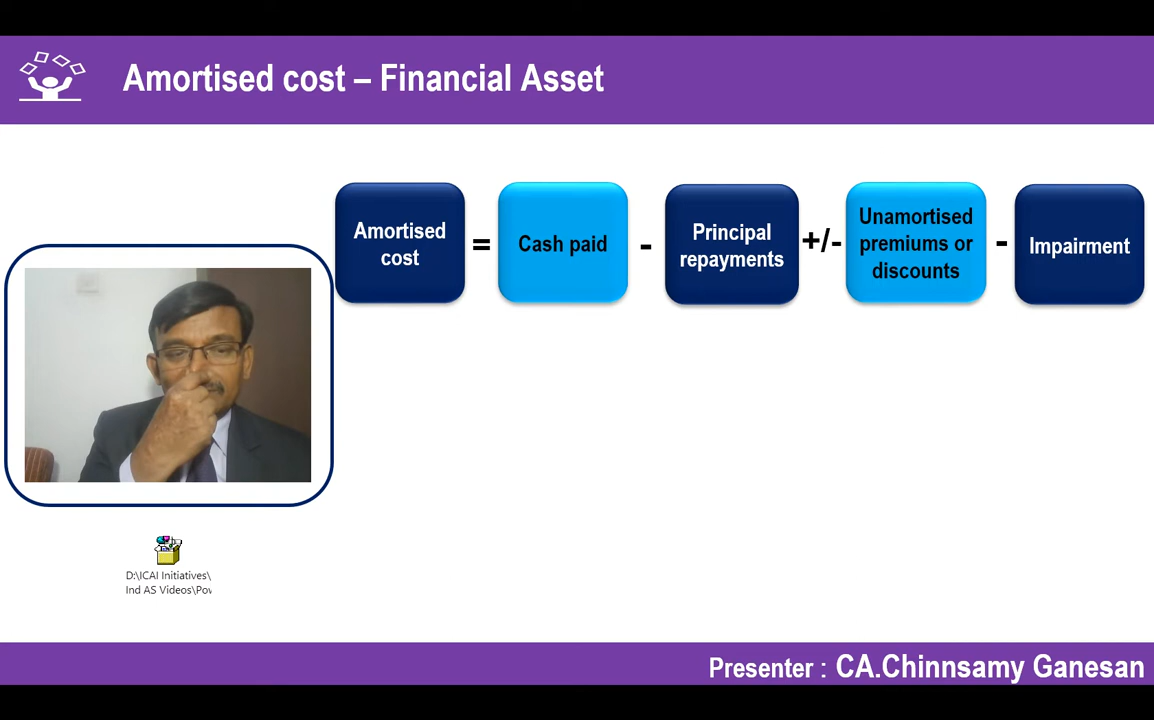 Amortised cost – Financial Asset
Amortised
cost
=
Cash paid
-
Principal
repayments
+/-
Unamortised
premiums or
discounts
-
Impairment
D:\ICAI Initiatives\
Ind AS Videos\Pov
Presenter : CA.Chinnsamy Ganesan